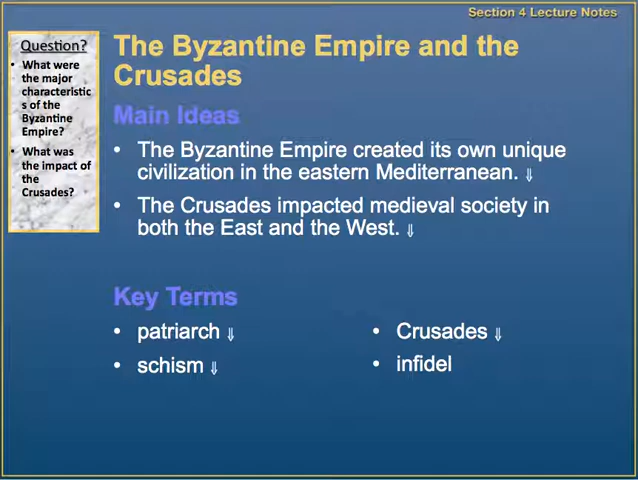 Section 4 Lecture Notes
Question?
• What were
the major
characteristic
s of the
Byzantine
Empire?
• What was
the impact of
the
Crusades?
The Byzantine Empire and the
Crusades
Main Ideas
• The Byzantine Empire created its own unique
civilization in the eastern Mediterranean. ⇓
• The Crusades impacted medieval society in
both the East and the West. ⇓
Key Terms
• patriarch ⇓
• schism ⇓
• Crusades ⇓
• infidel